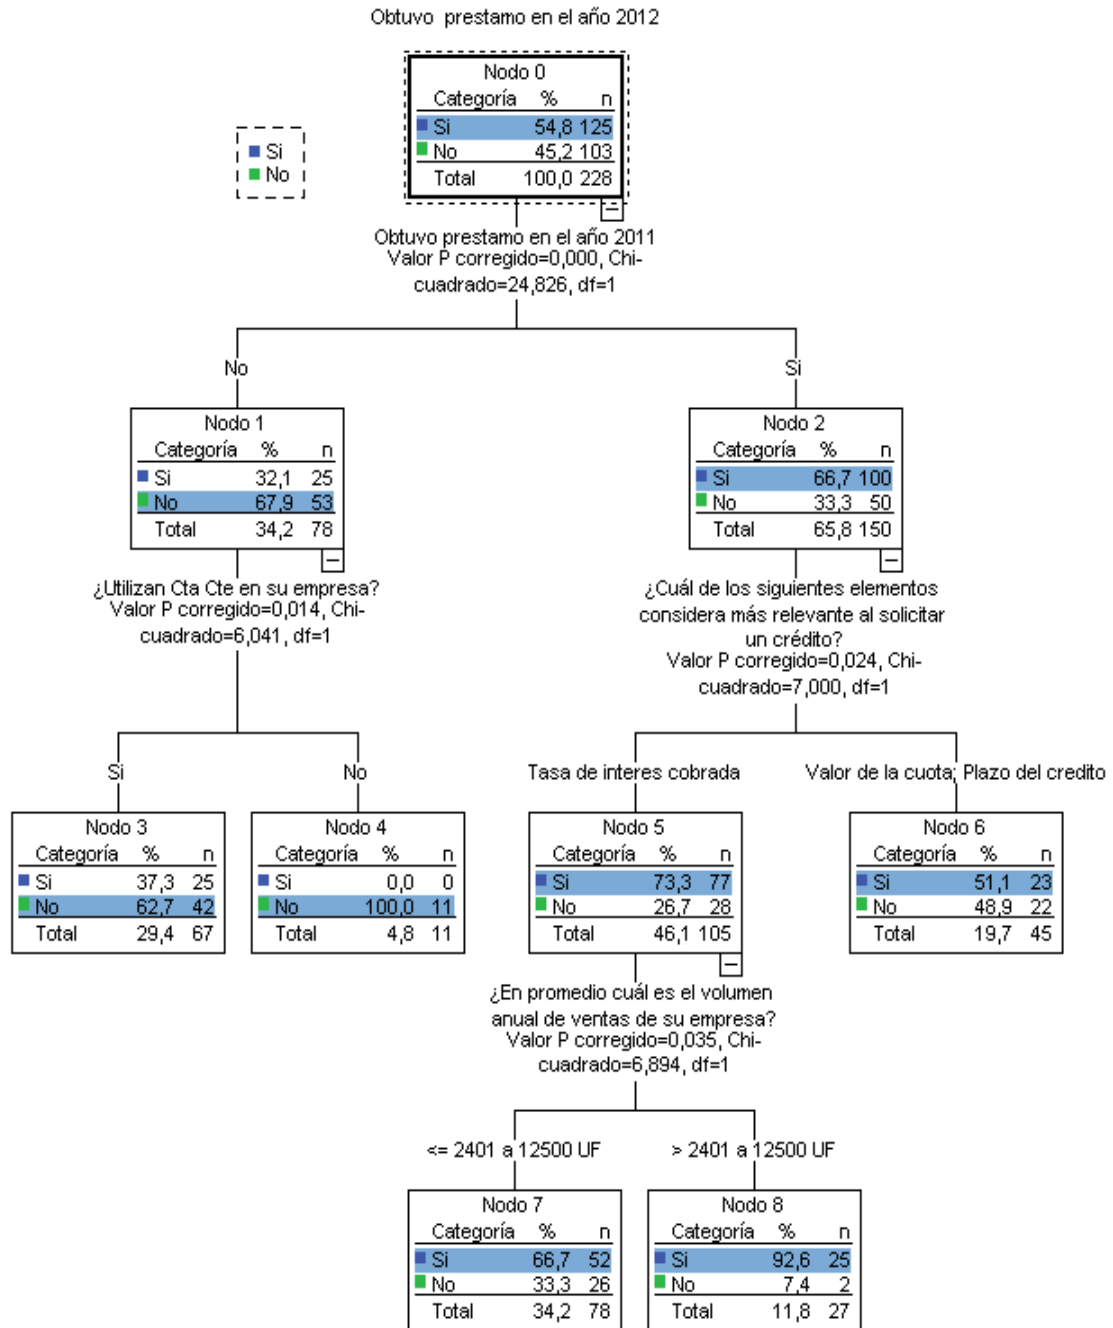 Obtuvo prestamo en el año 2012
Nodo 0
Categoría % n
Si 54,8 125
No 45,2 103
Total 100,0 228
Si
No
Obtuvo prestamo en el año 2011
Valor P corregido=0,000, Chi-
cuadrado=24,826, df=1
No
Si
Nodo 1
Categoría % n
Si 32,1 25
No 67,9 53
Total 34,2 78
Nodo 2
Categoría % n
Si 66,7 100
No 33,3 50
Total 65,8 150
¿Utilizan Cta Cte en su empresa?
Valor P corregido=0,014, Chi-
cuadrado=6,041, df=1
¿Cuál de los siguientes elementos
considera más relevante al solicitar
un crédito?
Valor P corregido=0,024, Chi-
cuadrado=7,000, df=1
Si
No
Tasa de interes cobrada
Valor de la cuota; Plazo del credito
Nodo 3
Categoría % n
Si 37,3 25
No 62,7 42
Total 29,4 67
Nodo 4
Categoría % n
Si 0,0 0
No 100,0 11
Total 4,8 11
Nodo 5
Categoría % n
Si 73,3 77
No 26,7 28
Total 46,1 105
Nodo 6
Categoría % n
Si 51,1 23
No 48,9 22
Total 19,7 45
¿En promedio cuál es el volumen
anual de ventas de su empresa?
Valor P corregido=0,035, Chi-
cuadrado=6,894, df=1
<= 2401 a 12500 UF
> 2401 a 12500 UF
Nodo 7
Categoría % n
Si 66,7 52
No 33,3 26
Total 34,2 78
Nodo 8
Categoría % n
Si 92,6 25
No 7,4 2
Total 11,8 27